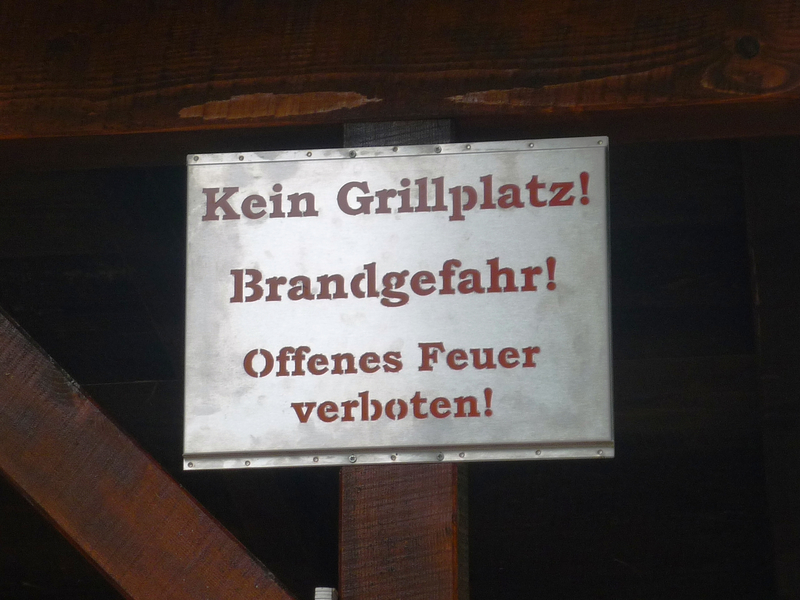 Kein Grillplatz!
Brandgefahr!
Offenes Feuer
verboten!